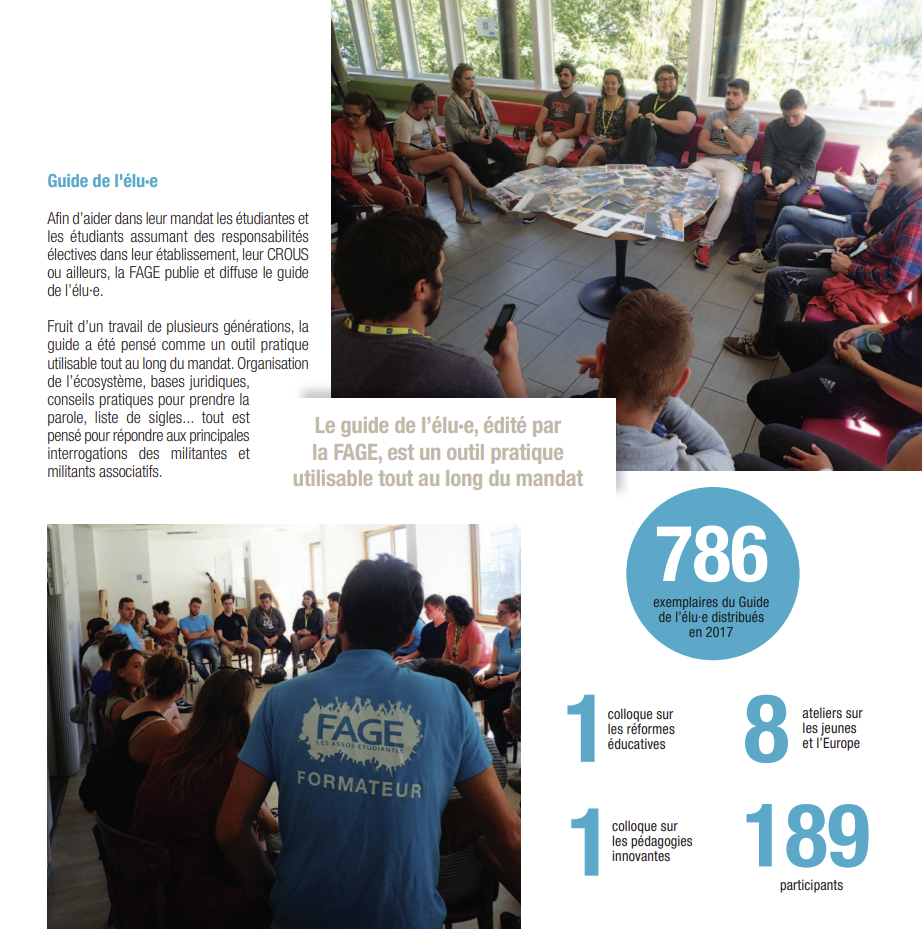 Guide de l'élu•e
Afin d'aider dans leur mandat les étudiantes et
les étudiants assumant des responsabilités
électives dans leur établissement, leur CROUS
ou ailleurs, la FAGE publie et diffuse le guide
de l'élu·e.
Fruit d'un travail de plusieurs générations, la
guide a été pensé comme un outil pratique
utilisable tout au long du mandat. Organisation
de l'écosystème, bases juridiques,
conseils pratiques pour prendre la
parole, liste de sigles... tout est
pensé pour répondre aux principales
interrogations des militantes et
militants associatifs.
Le guide de l'élu•e, édité par
la FAGE, est un outil pratique
utilisable tout au long du mandat
FAGE
LES ASSOS ÉTUDIANTES
FORMATEUR
786
exemplaires du Guide
de l'élu·e distribués
en 2017
1
colloque sur
les réformes
éducatives
8
ateliers sur
les jeunes
et l'Europe
1
colloque sur
les pédagogies
innovantes
189
participants